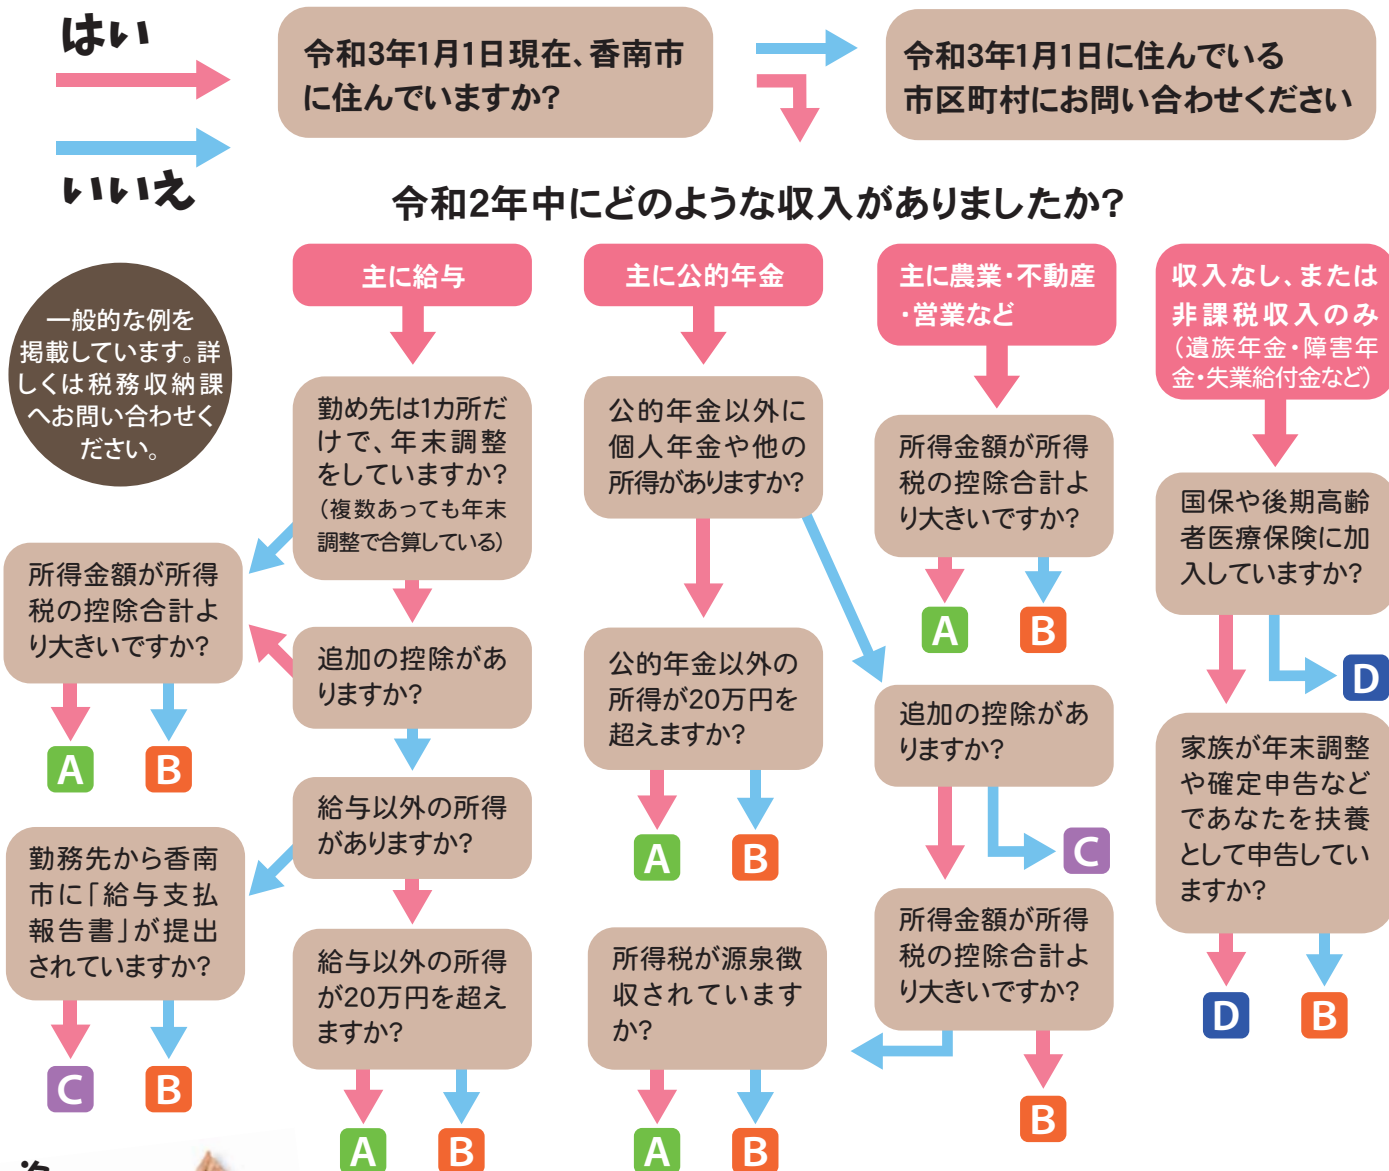 はい
いいえ
令和3年1月1日現在、香南市
に住んでいますか?
令和3年1月1日に住んでいる
市区町村にお問い合わせください
令和2年中にどのような収入がありましたか?
一般的な例を
掲載しています。詳
しくは税務収納課
へお問い合わせく
ださい。
主に給与
勤め先は1カ所だ
けで、年末調整
をしていますか?
(複数あっても年末
調整で合算している)
所得金額が所得
税の控除合計よ
り大きいですか?
A
B
追加の控除があ
りますか?
給与以外の所得
がありますか?
勤務先から香南
市に「給与支払
報告書」が提出
されていますか?
C
B
給与以外の所得
が20万円を超え
ますか?
A
B
主に公的年金
公的年金以外に
個人年金や他の
所得がありますか?
公的年金以外の
所得が20万円を
超えますか?
A
B
所得税が源泉徴
収されています
か?
A
B
主に農業・不動産
・営業など
所得金額が所得
税の控除合計よ
り大きいですか?
A
B
追加の控除があ
りますか?
C
所得金額が所得
税の控除合計よ
り大きいですか?
B
収入なし、または
非課税収入のみ
(遺族年金・障害年
金・失業給付金など)
国保や後期高齢
者医療保険に加
入していますか?
D
家族が年末調整
や確定申告など
であなたを扶養
として申告してい
ますか?
D
B